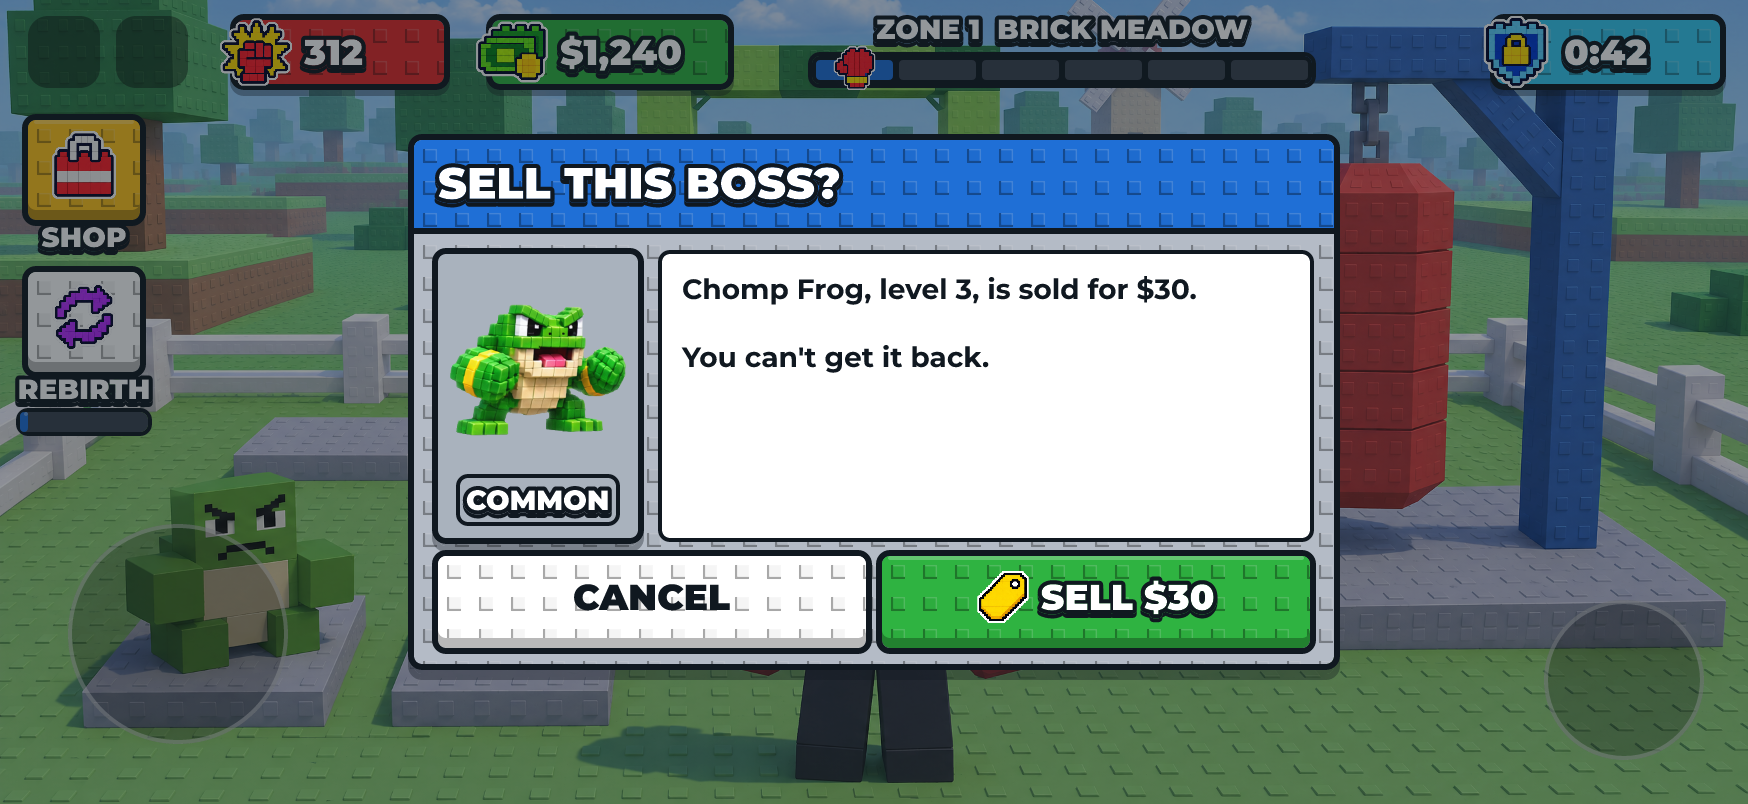 312
$1,240
ZONE 1 BRICK MEADOW
0:42
SHOP
REBIRTH
SELL THIS BOSS?
COMMON
Chomp Frog, level 3, is sold for $30.
You can't get it back.
CANCEL
SELL $30